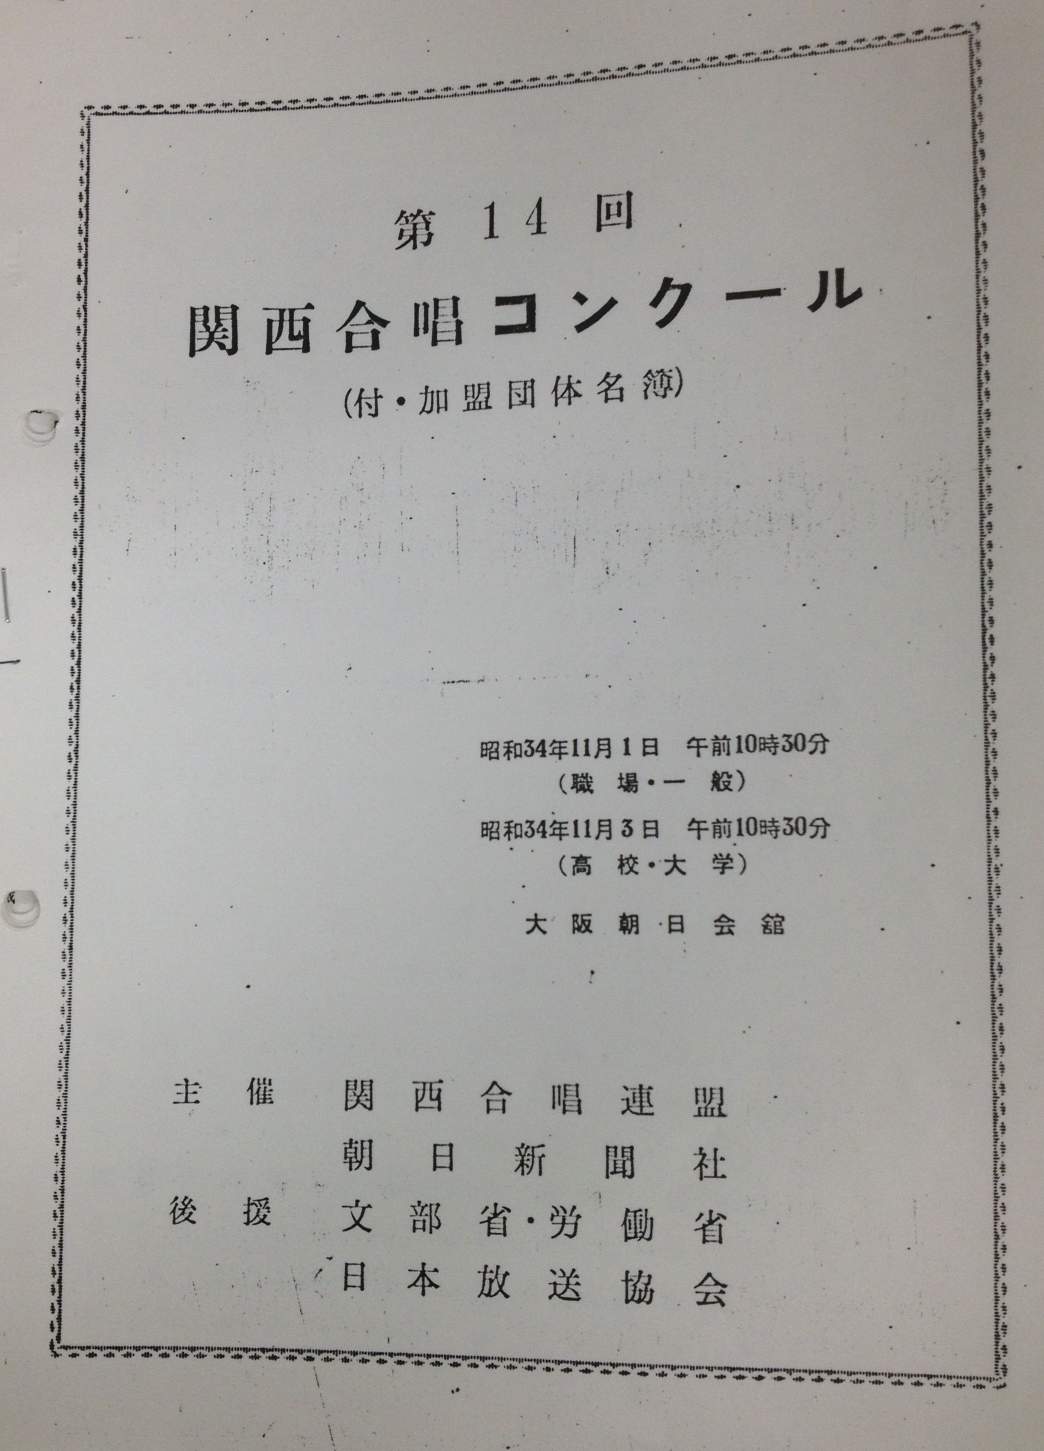 第14回
関西合唱コンクール
(付・加盟団体名簿)
昭和34年11月1日 午前10時30分
(職場・一般)
昭和34年11月3日 午前10時30分
(高校・大学)
大阪朝日会舘
主催 関西合唱連盟
朝日新聞社
後援 文部省・労働省
日本放送協会